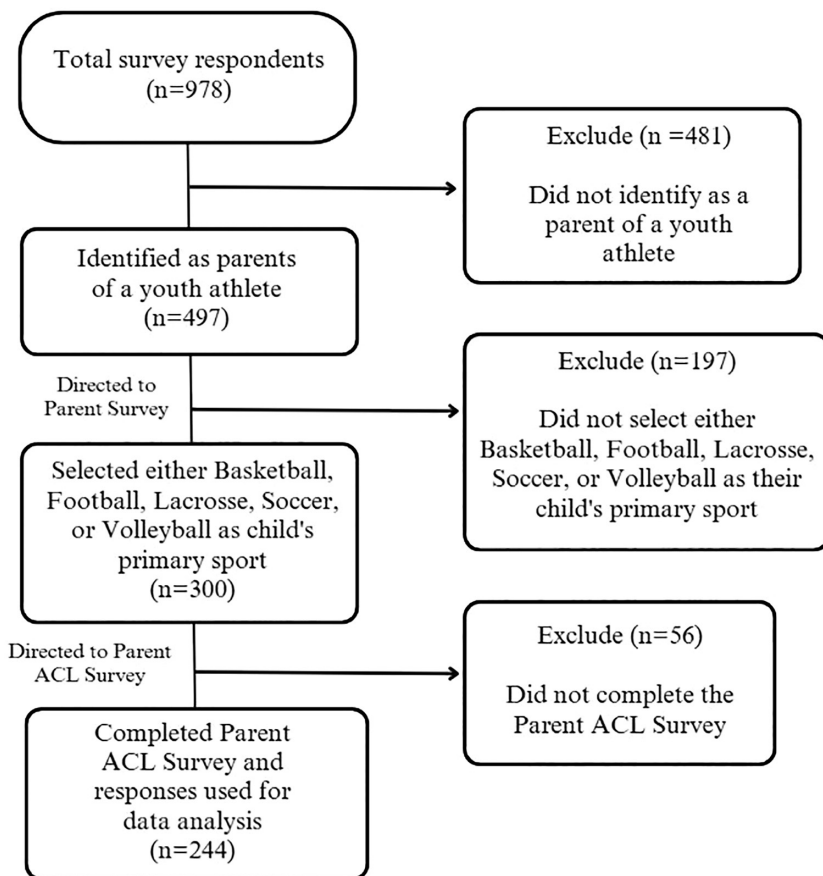 Total survey respondents
(n=978)
Exclude (n =481)
Did not identify as a
parent of a youth
athlete
Identified as parents
of a youth athlete
(n=497)
Directed to
Parent Survey
Exclude (n=197)
Did not select either
Basketball, Football, Lacrosse,
Soccer, or Volleyball as their
child's primary sport
Selected either Basketball,
Football, Lacrosse, Soccer,
or Volleyball as child's
primary sport
(n=300)
Directed to Parent
ACL Survey
Exclude (n=56)
Did not complete the
Parent ACL Survey
Completed Parent
ACL Survey and
responses used for
data analysis
(n=244)